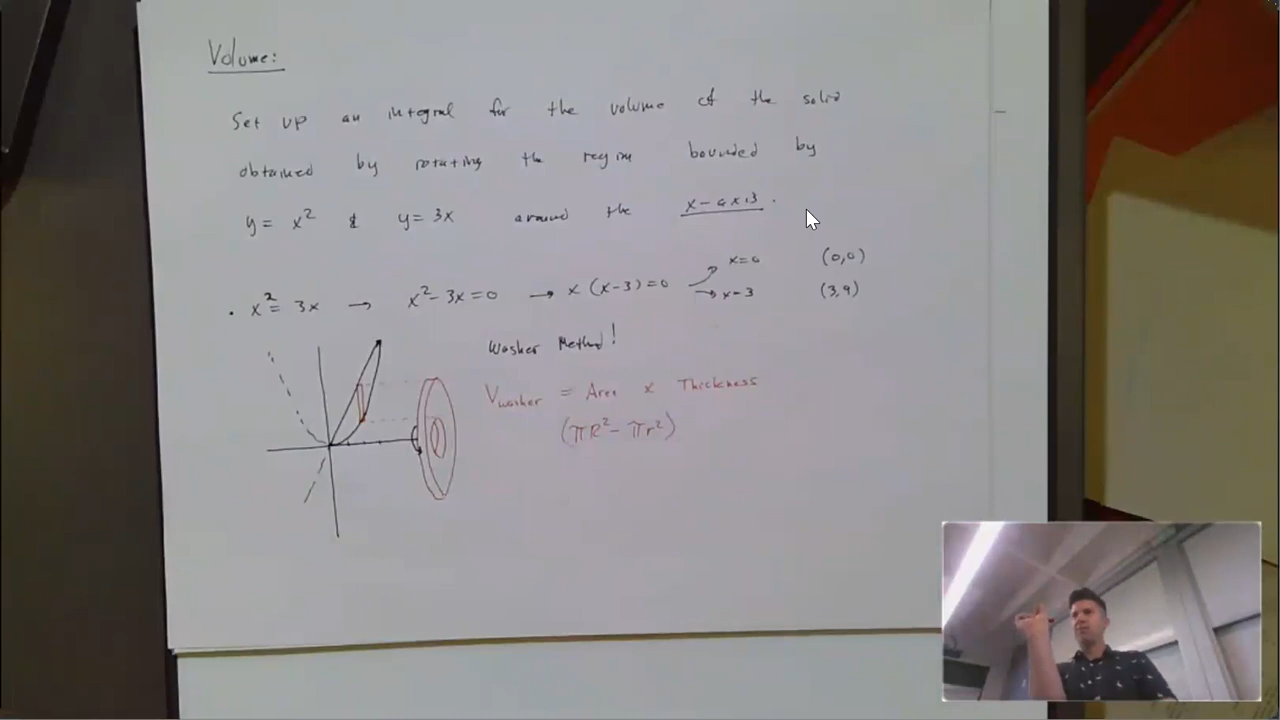 Volume:
Set up an integral for the volume of the solid
obtained by rotating the region bounded by
y = x² & y = 3x around the x-axis.
• x² = 3x → x² - 3x = 0 → x (x-3) = 0 x=0 (0,0)
→ x=3 (3,9)
Washer Method!
V washer = Area x Thickness
(πR² - πr²)